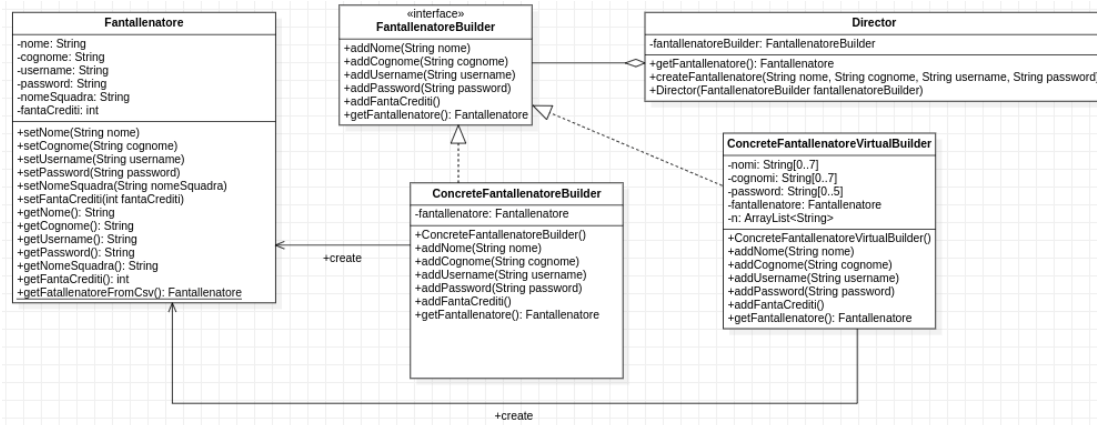 Fantallenatore
-nome: String
-cognome: String
-username: String
-password: String
-nomeSquadra: String
-fantaCrediti: int
+setNome(String nome)
+setCognome(String cognome)
+setUsername(String username)
+setPassword(String password)
+setNomeSquadra(String nomeSquadra)
+setFantaCrediti(int fantaCrediti)
+getNome(): String
+getCognome(): String
+getUsername(): String
+getPassword(): String
+getNomeSquadra(): String
+getFantaCrediti(): int
+getFatallenatoreFromCsv(): Fantallenatore
«interface»
FantallenatoreBuilder
+addNome(String nome)
+addCognome(String cognome)
+addUsername(String username)
+addPassword(String password)
+addFantaCrediti()
+getFantallenatore(): Fantallenatore
Director
-fantallenatoreBuilder: FantallenatoreBuilder
+getFantallenatore(): Fantallenatore
+createFantallenatore(String nome, String cognome, String username, String password)
+Director(FantallenatoreBuilder fantallenatoreBuilder)
ConcreteFantallenatoreBuilder
-fantallenatore: Fantallenatore
+ConcreteFantallenatoreBuilder()
+addNome(String nome)
+addCognome(String cognome)
+addUsername(String username)
+addPassword(String password)
+addFantaCrediti()
+getFantallenatore(): Fantallenatore
ConcreteFantallenatoreVirtualBuilder
-nomi: String[0..7]
-cognomi: String[0..7]
-password: String[0..5]
-fantallenatore: Fantallenatore
-n: ArrayList<String>
+ConcreteFantallenatoreVirtualBuilder()
+addNome(String nome)
+addCognome(String cognome)
+addUsername(String username)
+addPassword(String password)
+addFantaCrediti()
+getFantallenatore(): Fantallenatore
+create
+create